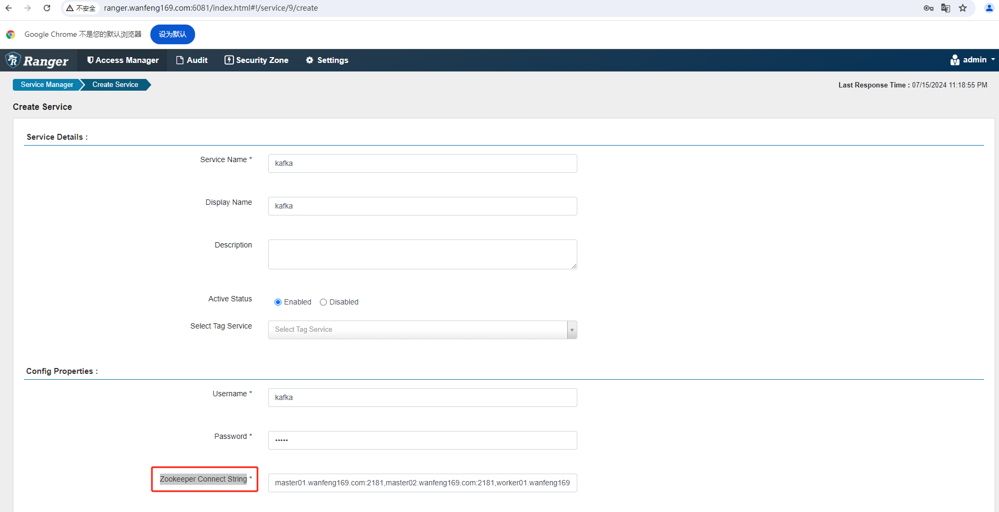 不安全 ranger.wanfeng169.com:6081/index.html#!/service/9/create
Google Chrome 不是您的默认浏览器 设为默认
Ranger Access Manager Audit Security Zone Settings admin
Service Manager Create Service Last Response Time : 07/15/2024 11:18:55 PM
Create Service
Service Details :
Service Name * kafka
Display Name kafka
Description
Active Status Enabled Disabled
Select Tag Service Select Tag Service
Config Properties :
Username * kafka
Password * •••••
Zookeeper Connect String * master01.wanfeng169.com:2181,master02.wanfeng169.com:2181,worker01.wanfeng169